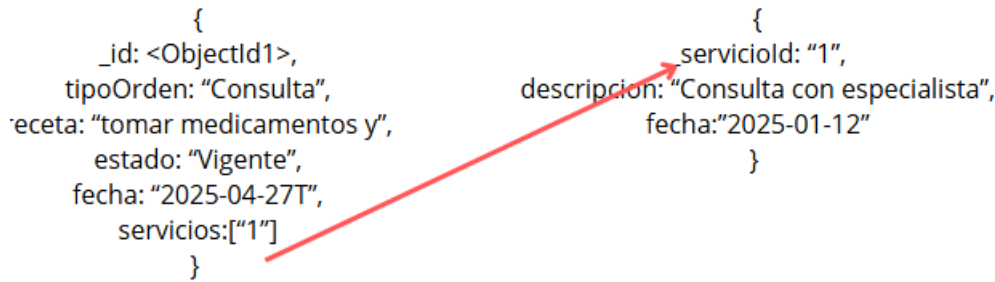 {
_id: <ObjectId1>,
tipoOrden: “Consulta”,
receta: “tomar medicamentos y”,
estado: “Vigente”,
fecha: “2025-04-27T”,
servicios:[“1”]
}
{
_servicioId: “1”,
descripcion: “Consulta con especialista”,
fecha:”2025-01-12”
}